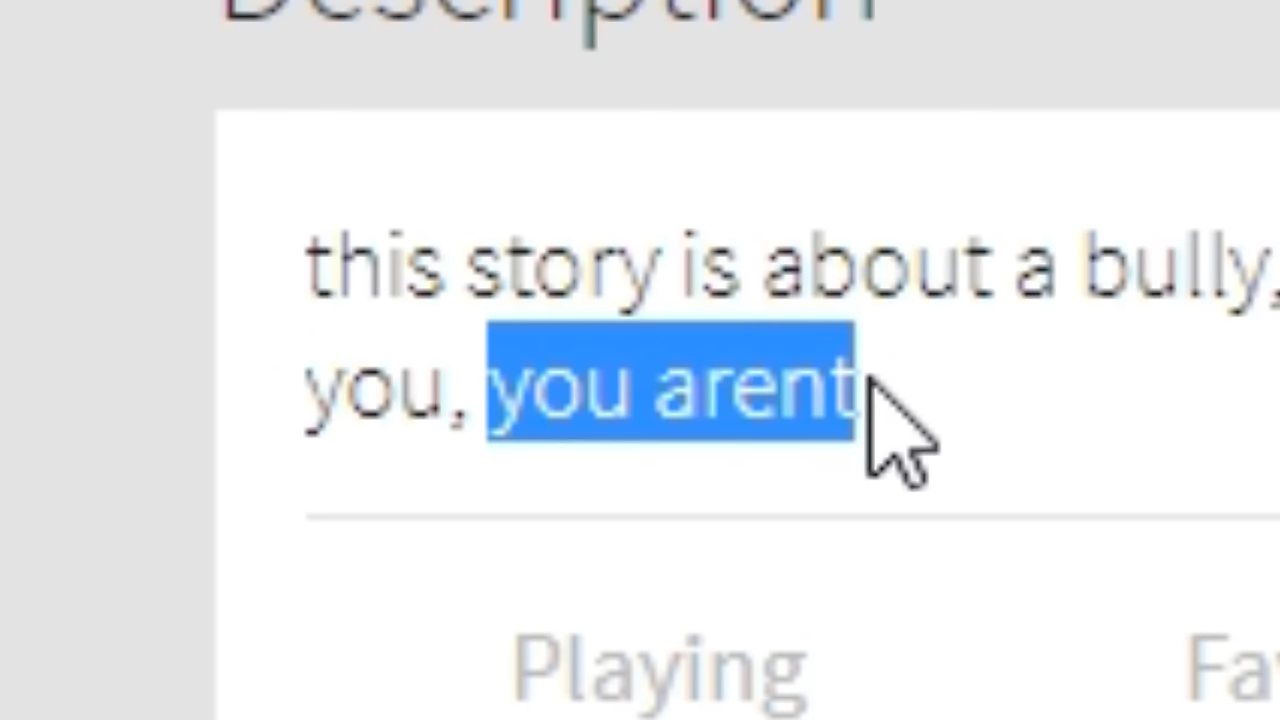 Description
this story is about a bully,
you, you arent
Playing